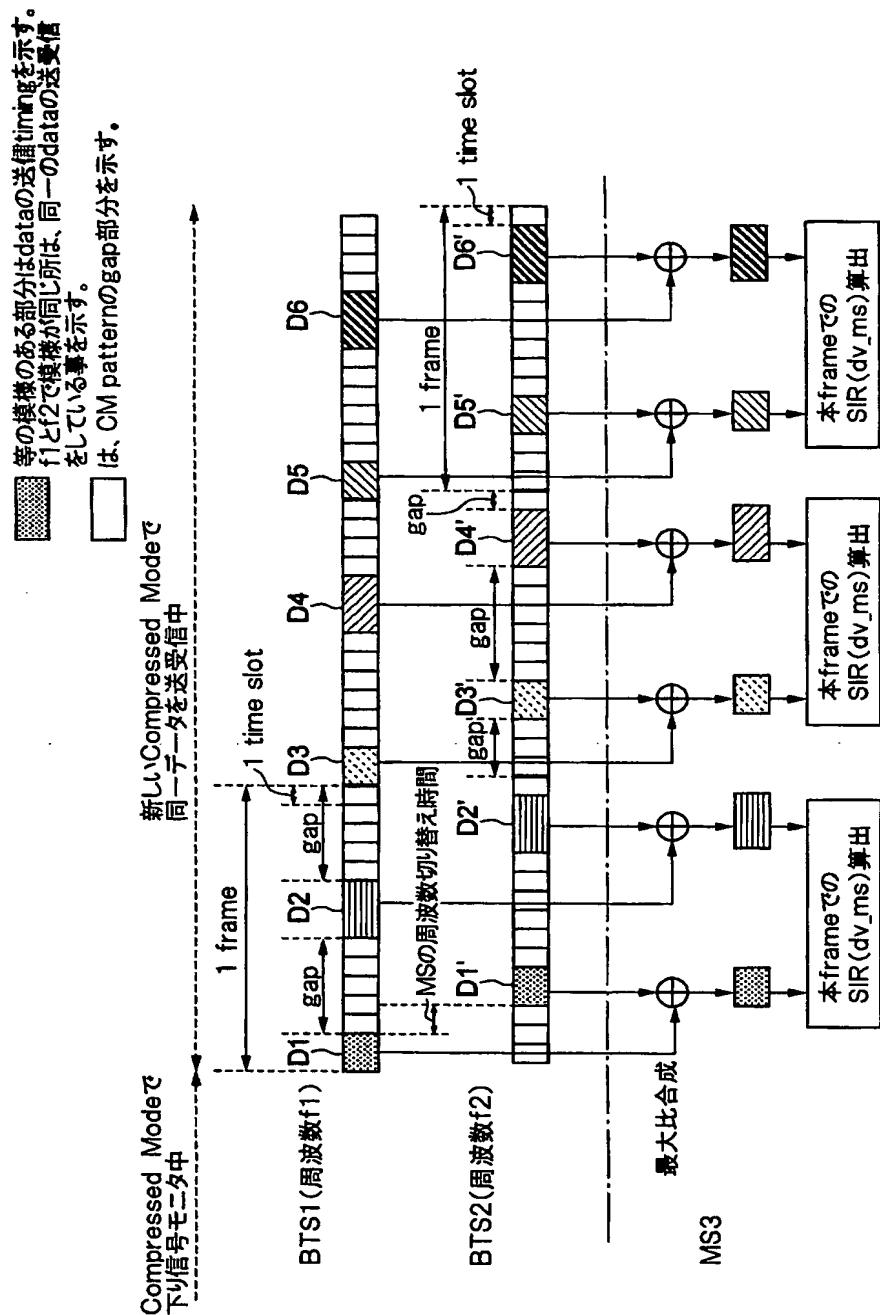 等の模様のある部分はdataの送信timingを示す。
f1とf2で模様が同じ所は、同一のdataの送受信
をしている事を示す。
は、CM patternのgap部分を示す。
Compressed Modeで
下り信号モニタ中
新しいCompressed Modeで
同一データを送受信中
1 frame
1 time slot
gap
gap
D1
D2
D3
D4
D5
D6
BTS1(周波数f1)
MSの周波数切り替え時間
1 frame
1 time slot
gap
gap
gap
D1'
D2'
D3'
D4'
D5'
D6'
BTS2(周波数f2)
最大比合成
MS3
本frameでの
SIR(dv_ms)算出
本frameでの
SIR(dv_ms)算出
本frameでの
SIR(dv_ms)算出